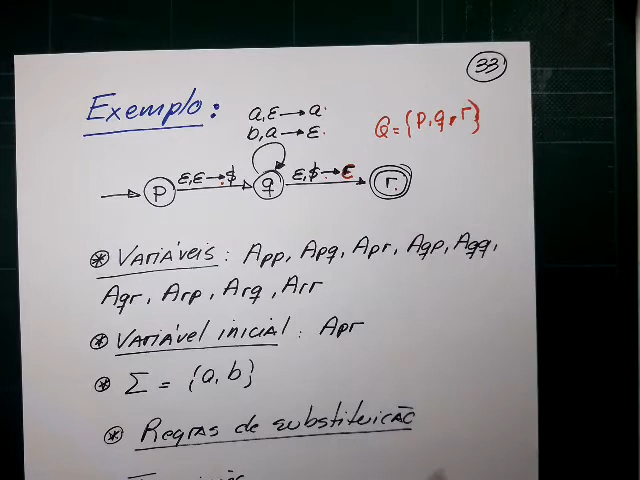 33
Exemplo:
a,ε→a
b,a→ε
Q={p,q,r}
p ε,ε→$ q ε,$→ε r
⊛ Variáveis: App, Apq, Apr, Aqp, Aqq,
Aqr, Arp, Arq, Arr
⊛ Variável inicial: Apr
⊛ Σ = {a,b}
⊛ Regras de substituição